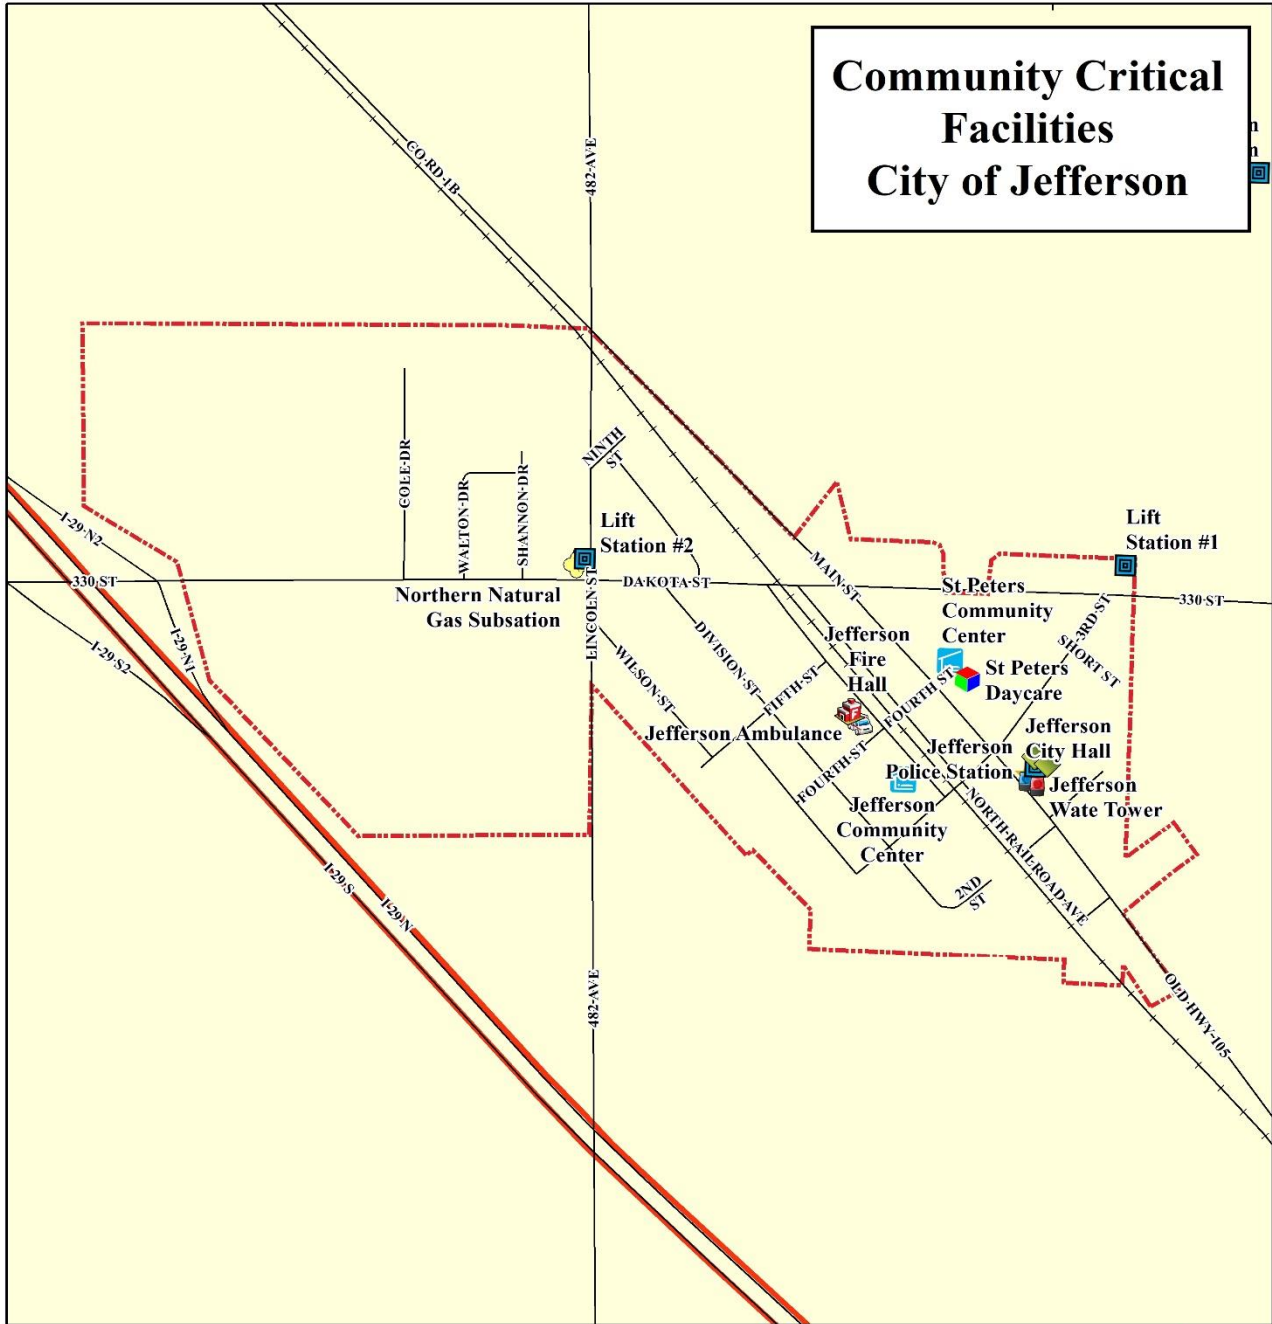 Community Critical
Facilities
City of Jefferson
n
n
CO RD 1B
482 AVE
NINTH
ST
COLE DR
WALTON DR
SHANNON DR
I-29 N2
330 ST
I-29 S2
I-29 N1
Lift
Station #2
Northern Natural
Gas Subsation
LINCOLN ST
DAKOTA ST
MAIN ST
Lift
Station #1
330 ST
St Peters
Community
Center
3RD ST
SHORT ST
St Peters
Daycare
Jefferson
Fire
Hall
DIVISION ST
WILSON ST
FIFTH ST
FOURTH ST
Jefferson Ambulance
FOURTH ST
Jefferson
City Hall
Jefferson
Police Station
Jefferson
Wate Tower
Jefferson
Community
Center
NORTH RAILROAD AVE
2ND
ST
I-29 S
I-29 N
482 AVE
OLD HWY 105